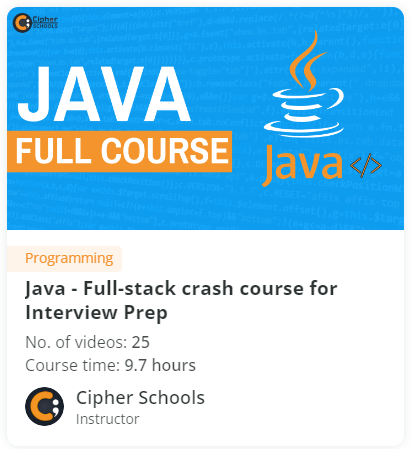 Cipher
SCHOOLS
JAVA
FULL COURSE
Java </>
Programming
Java - Full-stack crash course for
Interview Prep
No. of videos: 25
Course time: 9.7 hours
Cipher Schools
Instructor